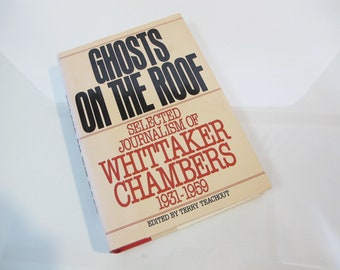 GHOSTS
ON THE ROOF
SELECTED
JOURNALISM OF
WHITTAKER
CHAMBERS
1931-1959
EDITED BY TERRY TEACHOUT